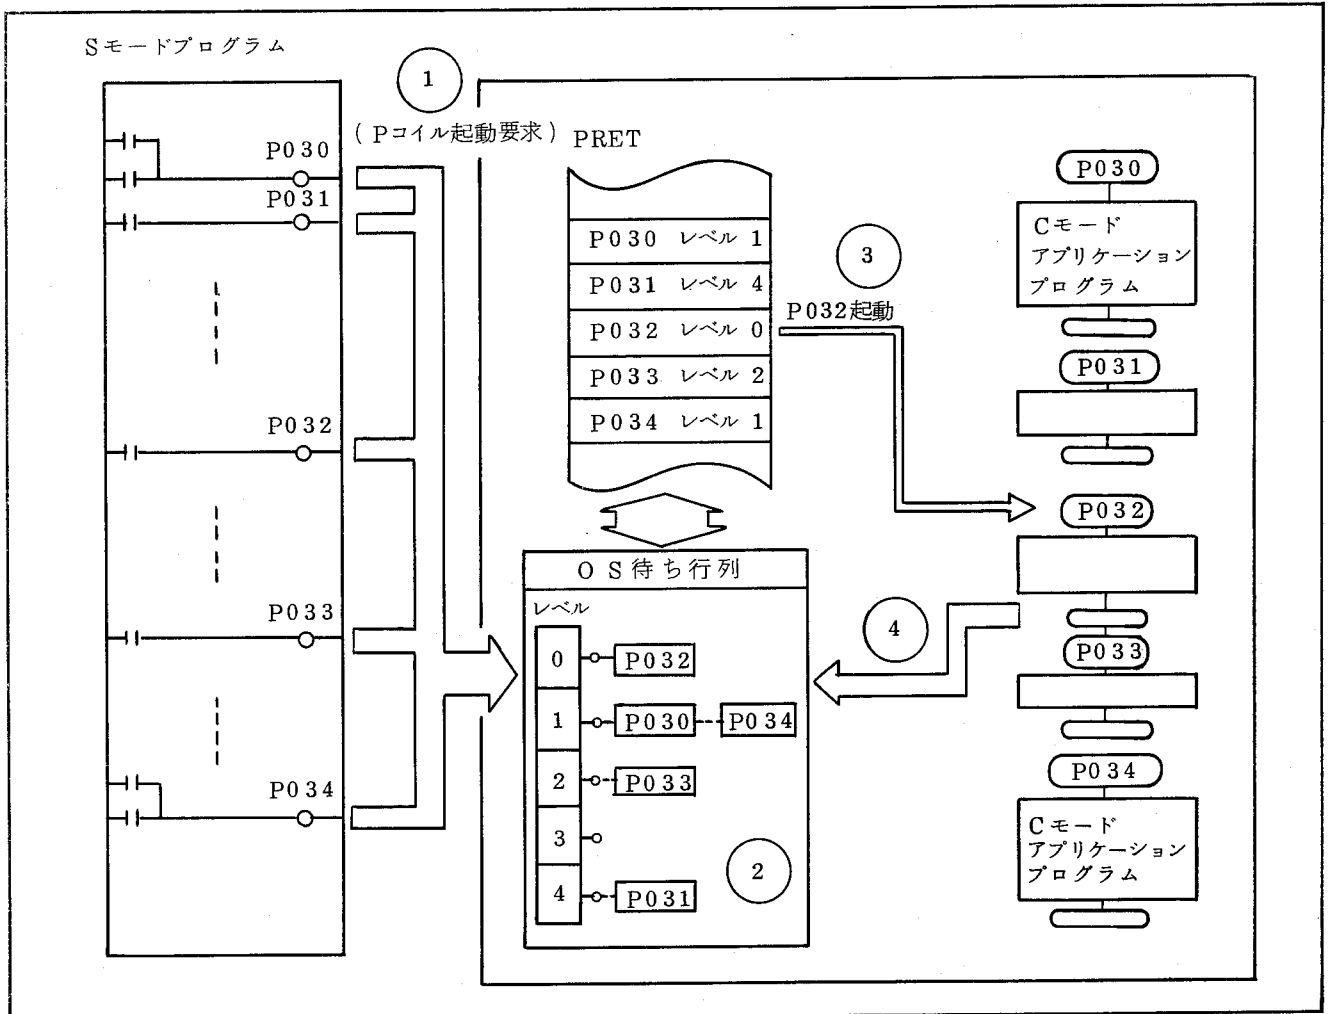 Sモードプログラム
1
(Pコイル起動要求)
P030
P031
P032
P033
P034
PRET
P030 レベル 1
P031 レベル 4
P032 レベル 0
P033 レベル 2
P034 レベル 1
3
P032起動
OS待ち行列
レベル
0 P032
1 P030 P034
2 P033
3
4 P031
2
4
P030
Cモード
アプリケーション
プログラム
P031
P032
P033
P034
Cモード
アプリケーション
プログラム